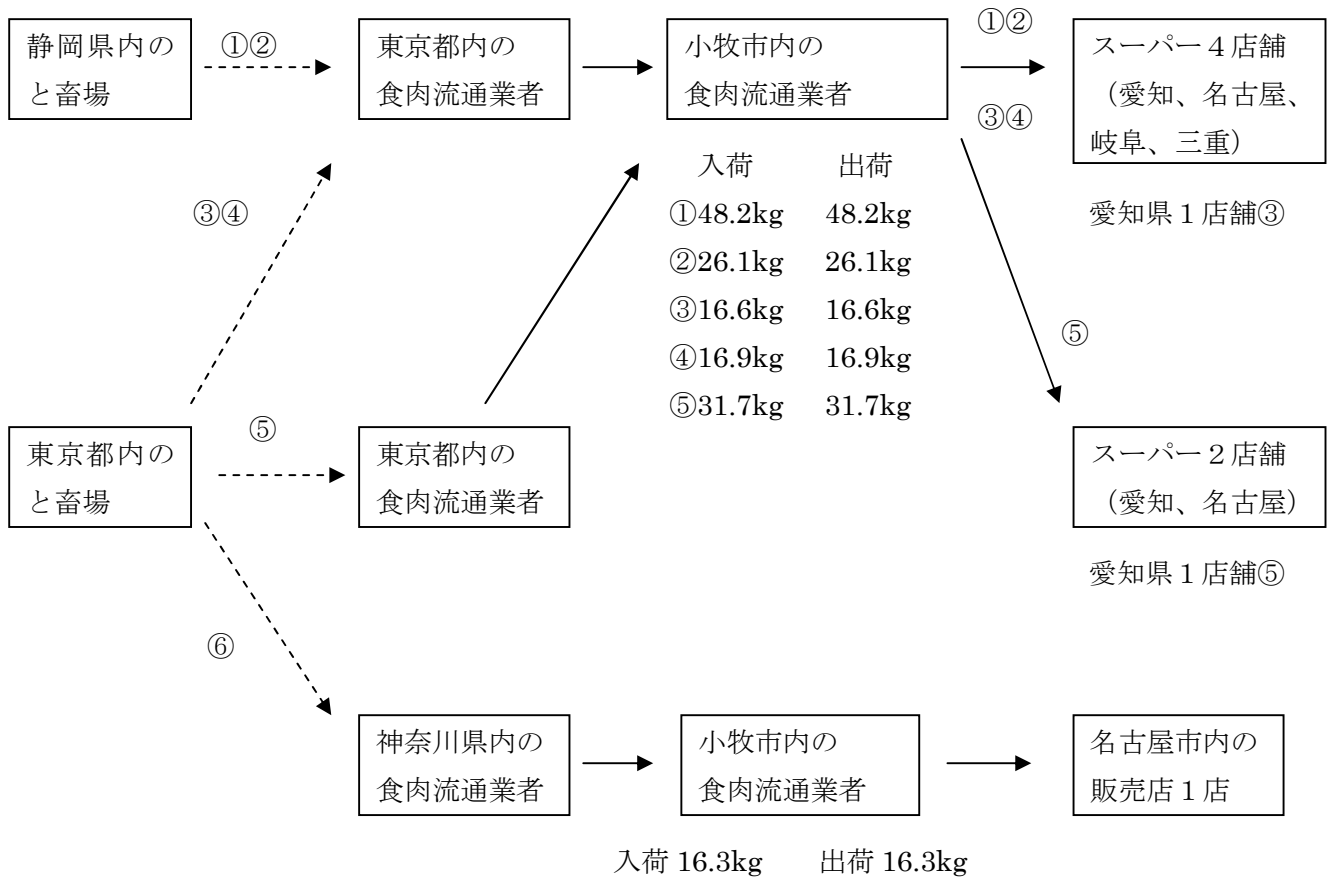 静岡県内の
と畜場
①②
東京都内の
食肉流通業者
小牧市内の
食肉流通業者
①②
③④
スーパー４店舗
（愛知、名古屋、
岐阜、三重）
愛知県１店舗③
③④
入荷 出荷
①48.2kg 48.2kg
②26.1kg 26.1kg
③16.6kg 16.6kg
④16.9kg 16.9kg
⑤31.7kg 31.7kg
⑤
東京都内の
と畜場
⑤
東京都内の
食肉流通業者
スーパー２店舗
（愛知、名古屋）
愛知県１店舗⑤
⑥
神奈川県内の
食肉流通業者
小牧市内の
食肉流通業者
名古屋市内の
販売店１店
入荷 16.3kg 出荷 16.3kg